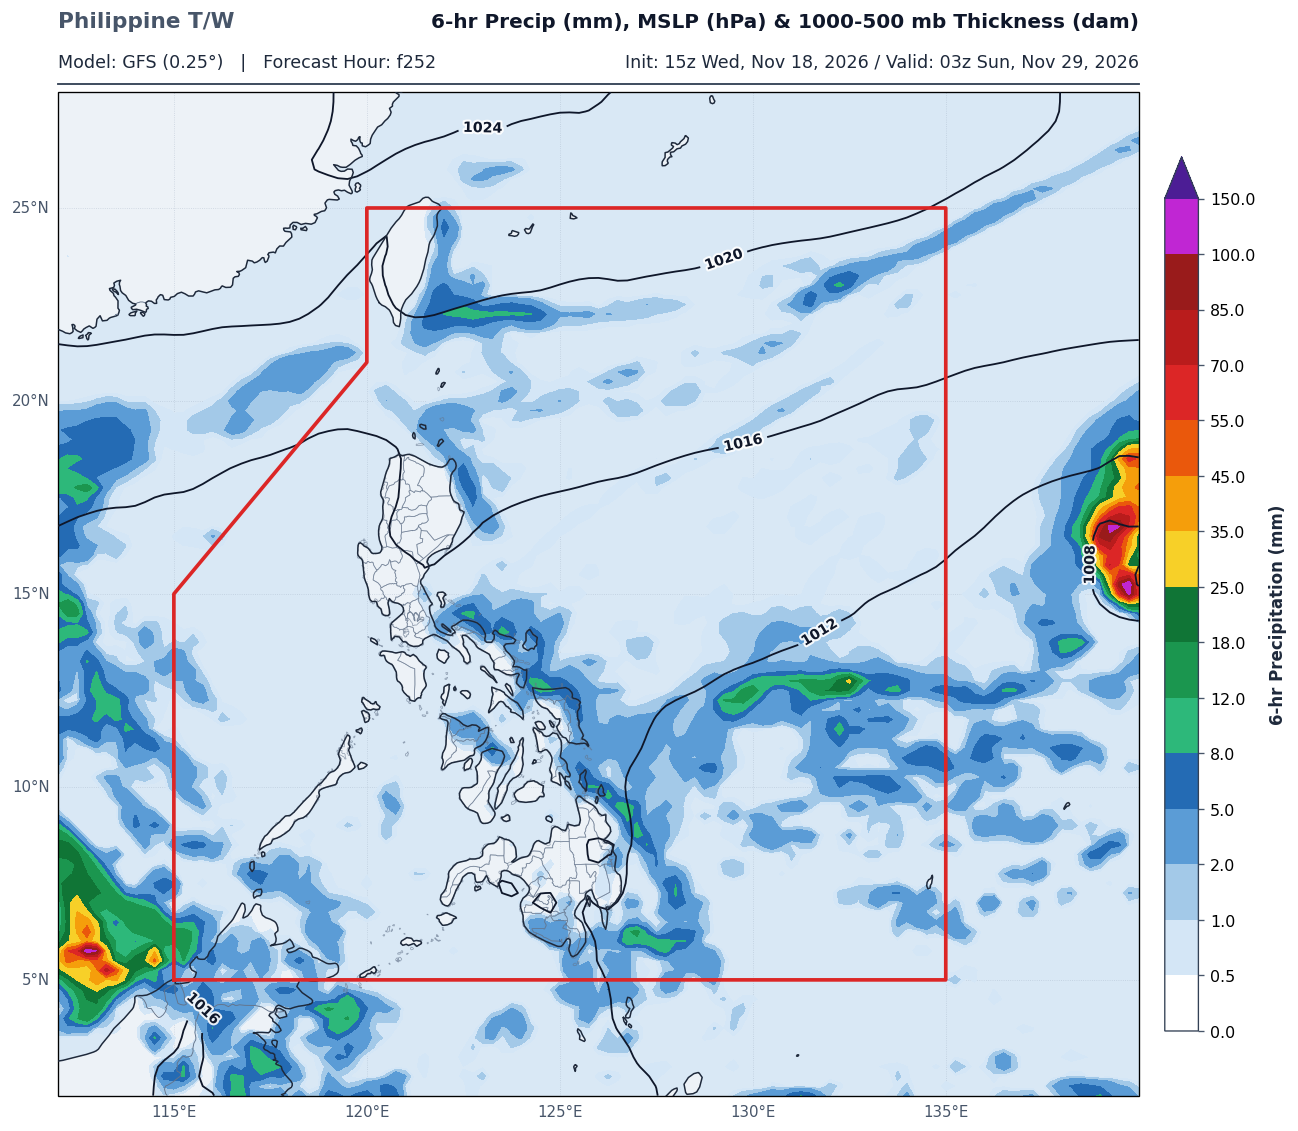 Philippine T/W
6-hr Precip (mm), MSLP (hPa) & 1000-500 mb Thickness (dam)
Model: GFS (0.25°)   |   Forecast Hour: f252
Init: 15z Wed, Nov 18, 2026 / Valid: 03z Sun, Nov 29, 2026
1024
1020
1016
1012
1008
1016
25°N
20°N
15°N
10°N
5°N
115°E
120°E
125°E
130°E
135°E
150.0
100.0
85.0
70.0
55.0
45.0
35.0
25.0
18.0
12.0
8.0
5.0
2.0
1.0
0.5
0.0
6-hr Precipitation (mm)